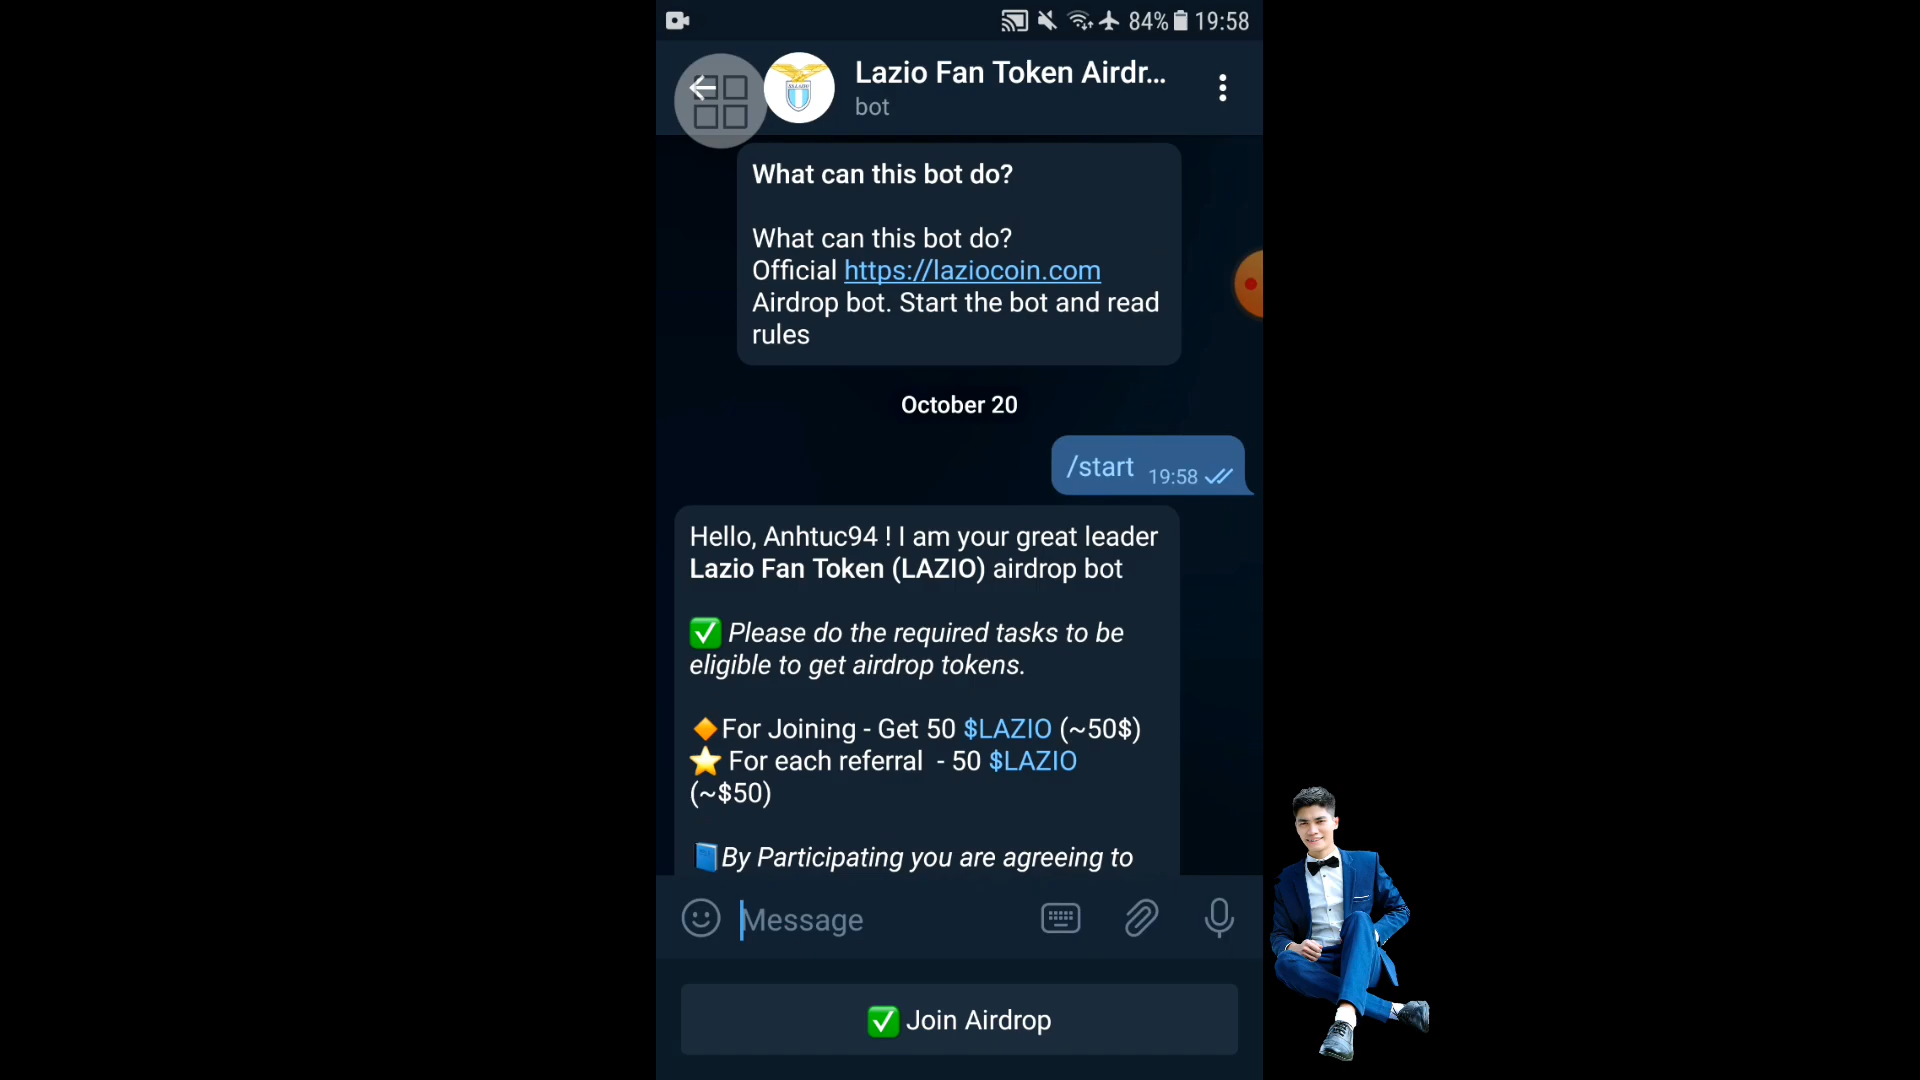 84% 19:58
Lazio Fan Token Airdr...
bot
What can this bot do?
What can this bot do?
Official https://laziocoin.com
Airdrop bot. Start the bot and read
rules
October 20
/start 19:58
Hello, Anhtuc94 ! I am your great leader
Lazio Fan Token (LAZIO) airdrop bot
✅ Please do the required tasks to be
eligible to get airdrop tokens.
🔶For Joining - Get 50 $LAZIO (~50$)
⭐ For each referral - 50 $LAZIO
(~$50)
📘By Participating you are agreeing to
Message
✅ Join Airdrop